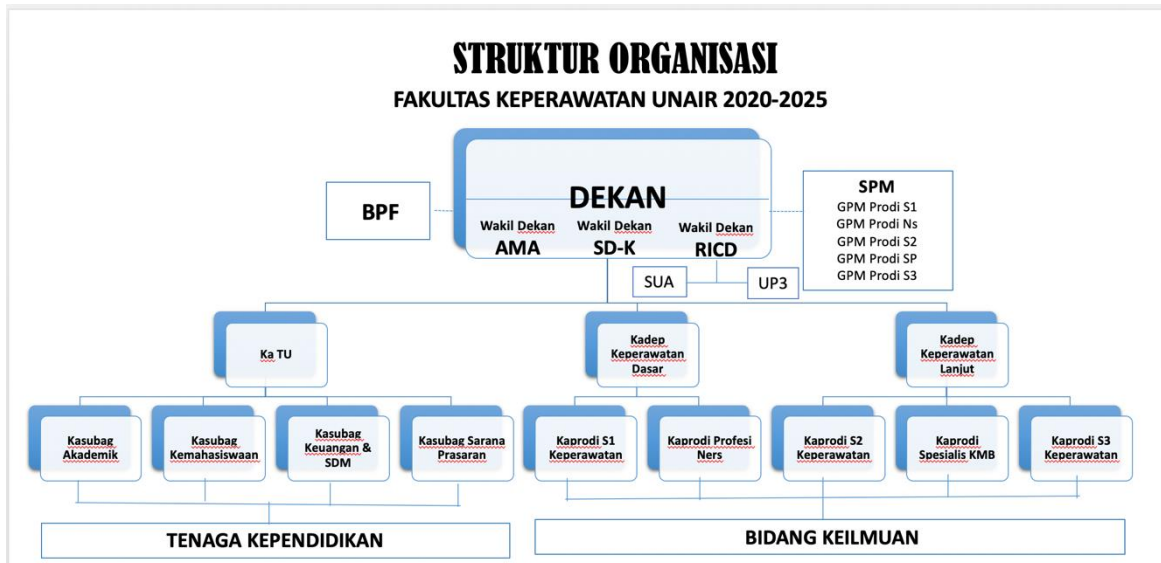 STRUKTUR ORGANISASI
FAKULTAS KEPERAWATAN UNAIR 2020-2025
BPF
DEKAN
Wakil Dekan
AMA
Wakil Dekan
SD-K
Wakil Dekan
RICD
SPM
GPM Prodi S1
GPM Prodi Ns
GPM Prodi S2
GPM Prodi SP
GPM Prodi S3
SUA
UP3
Ka TU
Kadep
Keperawatan
Dasar
Kadep
Keperawatan
Lanjut
Kasubag
Akademik
Kasubag
Kemahasiswaan
Kasubag
Keuangan &
SDM
Kasubag Sarana
Prasaran
Kaprodi S1
Keperawatan
Kaprodi Profesi
Ners
Kaprodi S2
Keperawatan
Kaprodi
Spesialis KMB
Kaprodi S3
Keperawatan
TENAGA KEPENDIDIKAN
BIDANG KEILMUAN